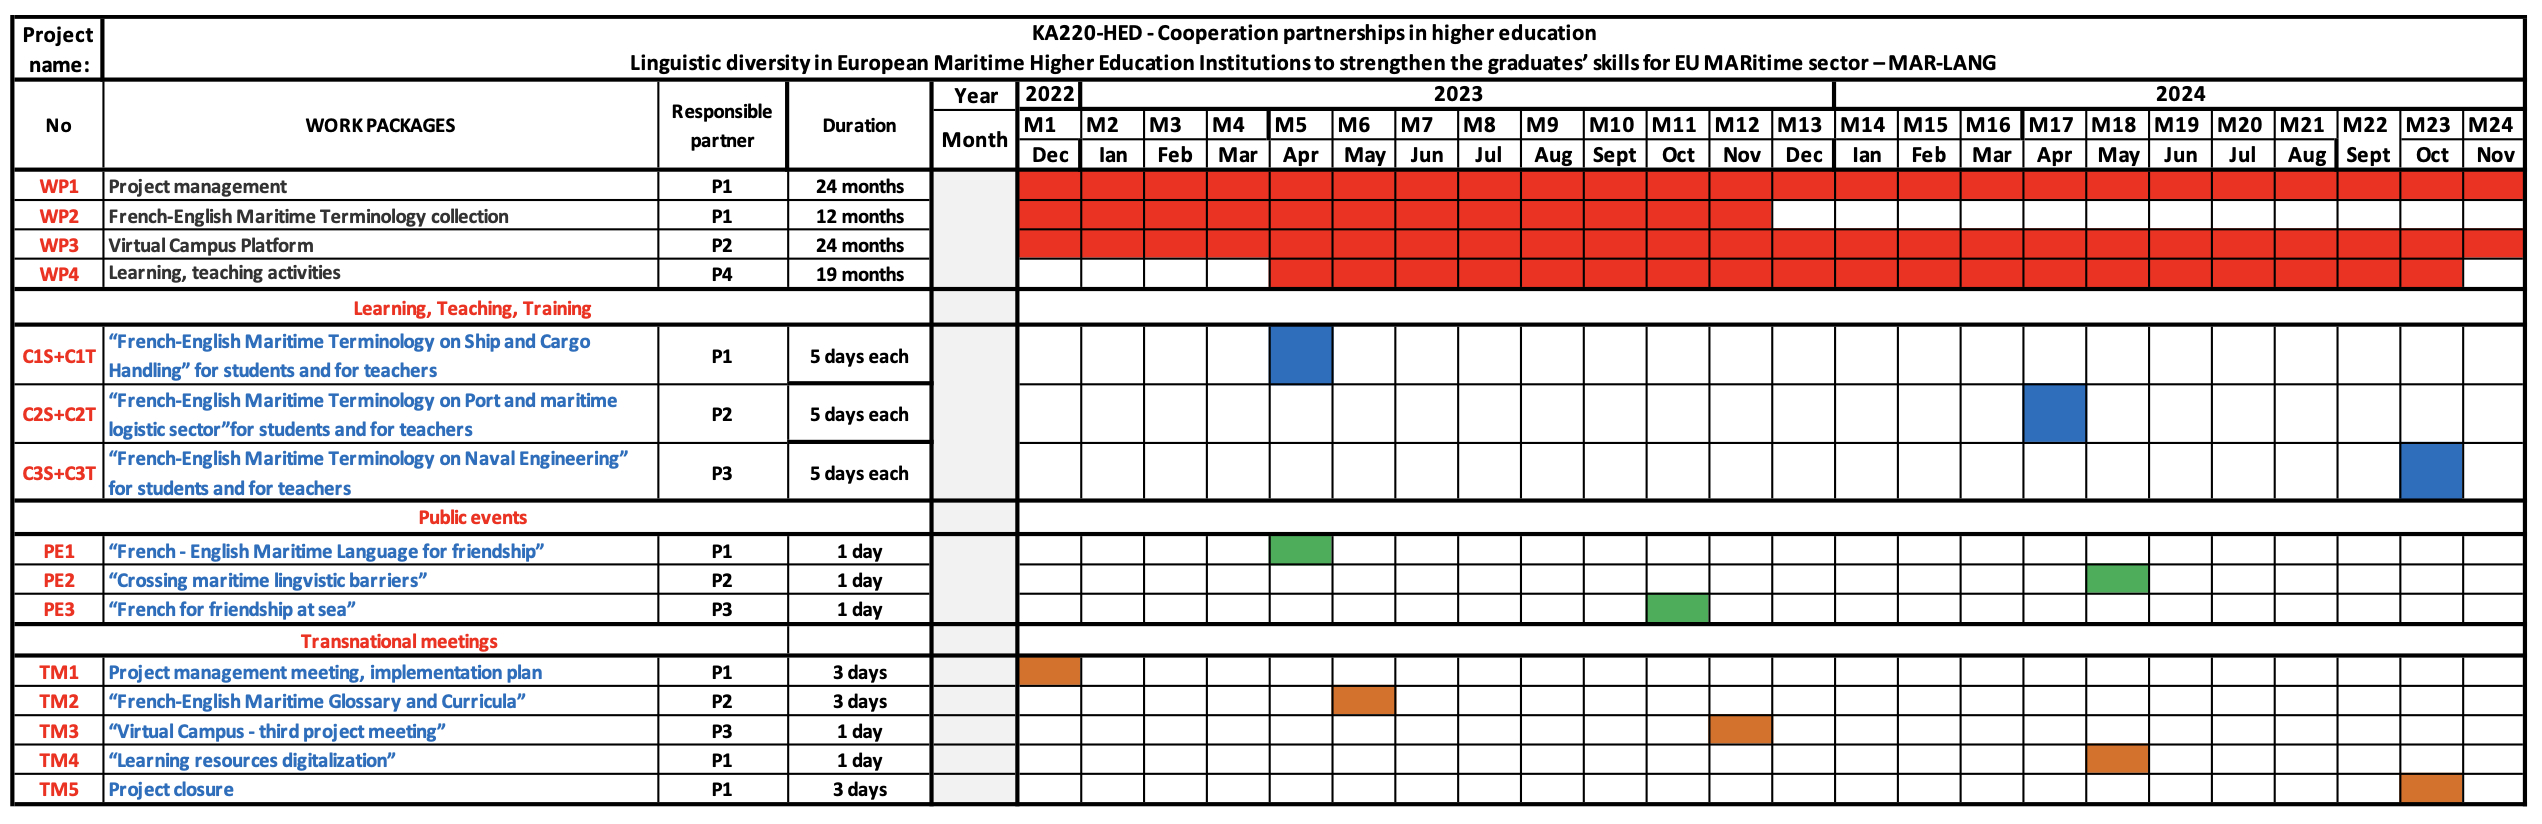 Project name:
KA220-HED - Cooperation partnerships in higher education
Linguistic diversity in European Maritime Higher Education Institutions to strengthen the graduates’ skills for EU MARitime sector – MAR-LANG
No WORK PACKAGES Responsible partner Duration Year 2022 2023 2024
Month M1 M2 M3 M4 M5 M6 M7 M8 M9 M10 M11 M12 M13 M14 M15 M16 M17 M18 M19 M20 M21 M22 M23 M24
Dec Ian Feb Mar Apr May Jun Jul Aug Sept Oct Nov Dec Ian Feb Mar Apr May Jun Jul Aug Sept Oct Nov
WP1 Project management P1 24 months
WP2 French-English Maritime Terminology collection P1 12 months
WP3 Virtual Campus Platform P2 24 months
WP4 Learning, teaching activities P4 19 months
Learning, Teaching, Training
C1S+C1T “French-English Maritime Terminology on Ship and Cargo
Handling” for students and for teachers P1 5 days each
C2S+C2T “French-English Maritime Terminology on Port and maritime
logistic sector”for students and for teachers P2 5 days each
C3S+C3T “French-English Maritime Terminology on Naval Engineering”
for students and for teachers P3 5 days each
Public events
PE1 “French - English Maritime Language for friendship” P1 1 day
PE2 “Crossing maritime lingvistic barriers” P2 1 day
PE3 “French for friendship at sea” P3 1 day
Transnational meetings
TM1 Project management meeting, implementation plan P1 3 days
TM2 “French-English Maritime Glossary and Curricula” P2 3 days
TM3 “Virtual Campus - third project meeting” P3 1 day
TM4 “Learning resources digitalization” P1 1 day
TM5 Project closure P1 3 days